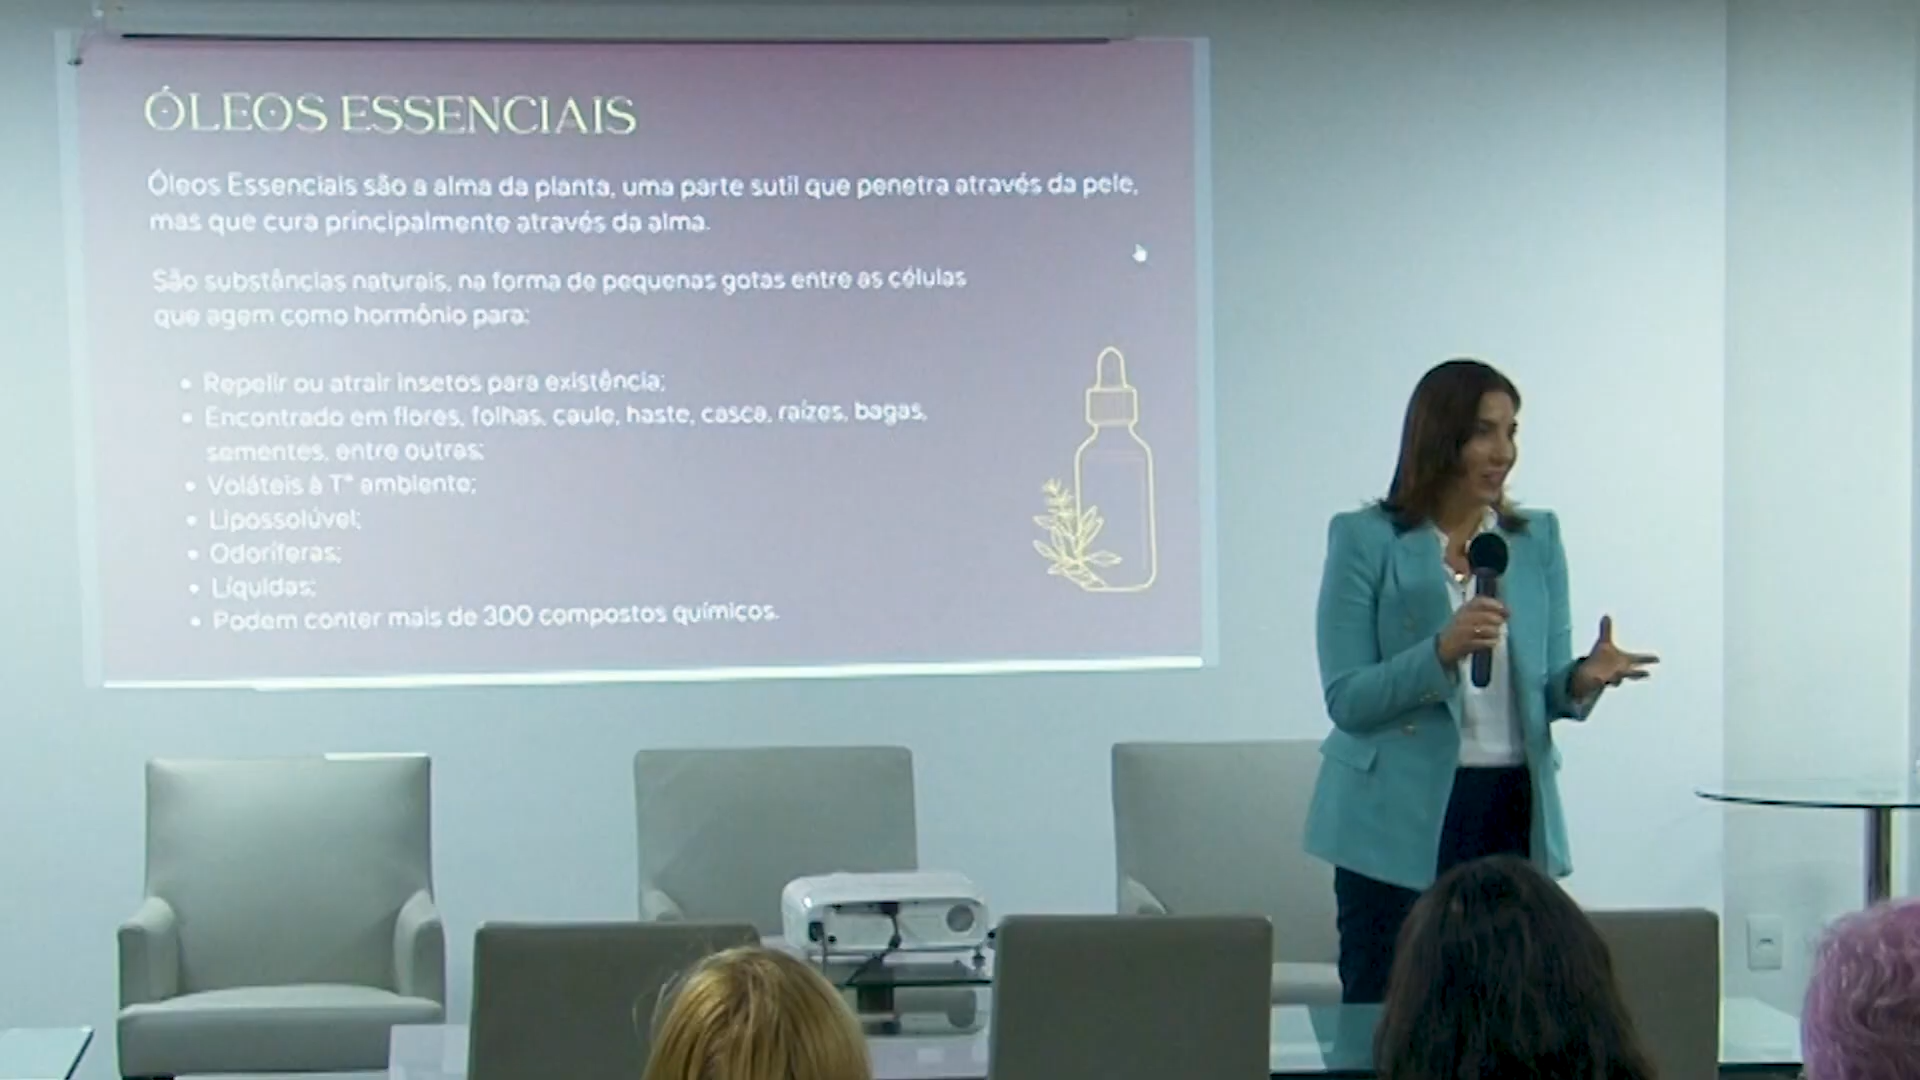 ÓLEOS ESSENCIAIS
Óleos Essenciais são a alma da planta, uma parte sutil que penetra através da pele,
mas que cura principalmente através da alma.
São substâncias naturais, na forma de pequenas gotas entre as células
que agem como hormônio para:
• Repelir ou atrair insetos para existência;
• Encontrado em flores, folhas, caule, haste, casca, raízes, bagas,
sementes, entre outras;
• Voláteis à Tª ambiente;
• Lipossolúvel;
• Odoríferas;
• Líquidas;
• Podem conter mais de 300 compostos químicos.